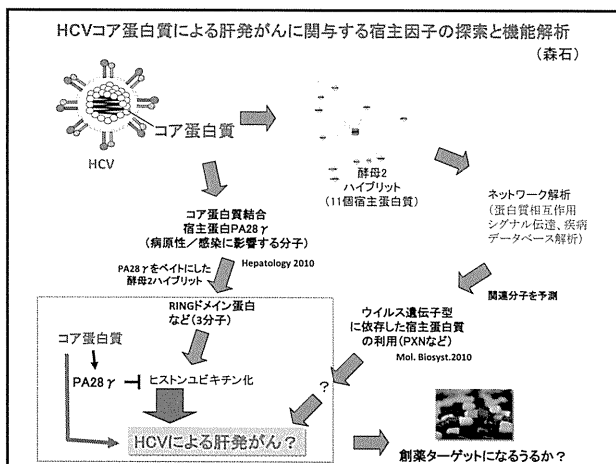 HCVコア蛋白質による肝発がんに関与する宿主因子の探索と機能解析
(森石)
コア蛋白質
HCV
酵母2
ハイブリット
(11個宿主蛋白質)
コア蛋白質結合
宿主蛋白PA28γ
(病原性/感染に影響する分子)
Hepatology 2010
ネットワーク解析
(蛋白質相互作用
シグナル伝達、疾病
データベース解析)
PA28γをベイトにした
酵母2ハイブリット
関連分子を予測
RINGドメイン蛋白
など(3分子)
ウイルス遺伝子型
に依存した宿主蛋白質
の利用(PXNなど)
Mol. Biosyst.2010
コア蛋白質
PA28γ
ヒストンユビキチン化
?
HCVによる肝発がん?
創薬ターゲットになるうるか?